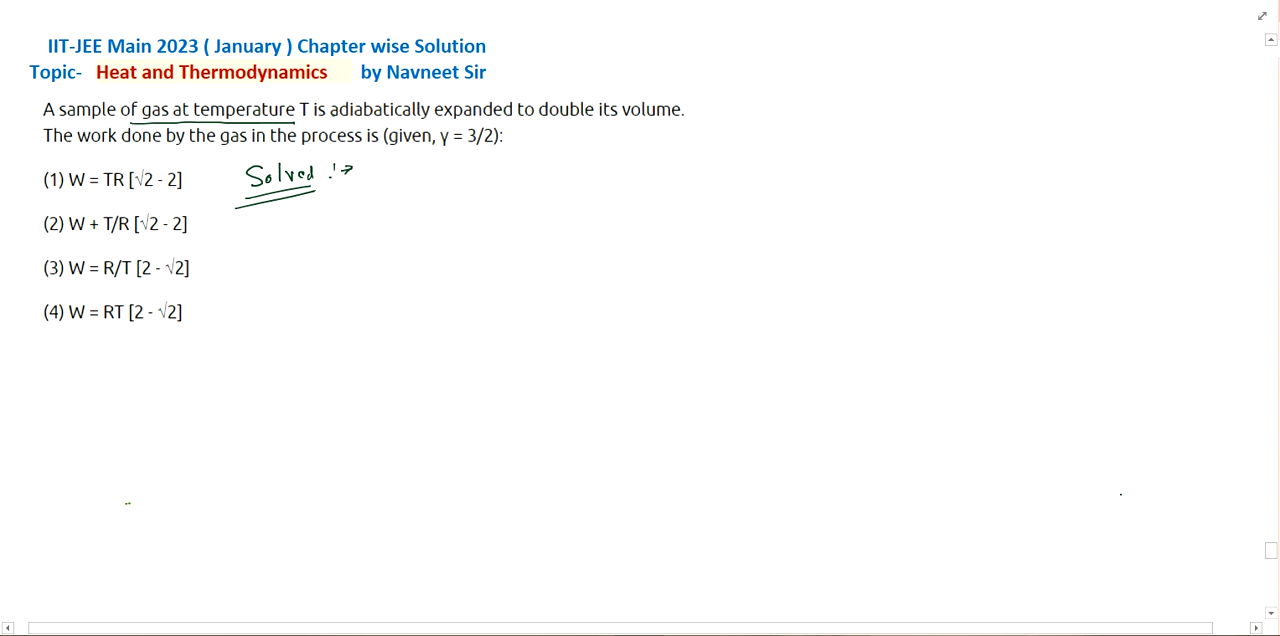 IIT-JEE Main 2023 ( January ) Chapter wise Solution
Topic- Heat and Thermodynamics by Navneet Sir
A sample of gas at temperature T is adiabatically expanded to double its volume.
The work done by the gas in the process is (given, γ = 3/2):
(1) W = TR [√2 - 2]
Solved :→
(2) W + T/R [√2 - 2]
(3) W = R/T [2 - √2]
(4) W = RT [2 - √2]